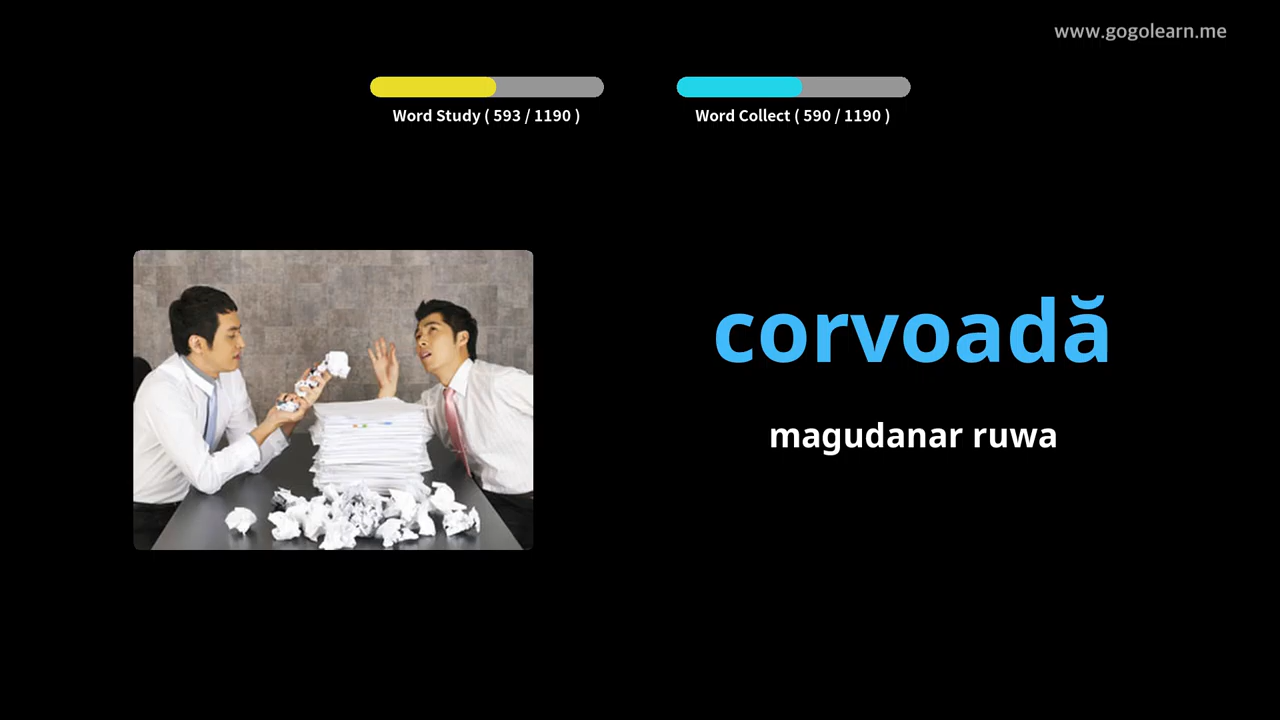 www.gogolearn.me
Word Study ( 593 / 1190 )
Word Collect ( 590 / 1190 )
corvoadă
magudanar ruwa